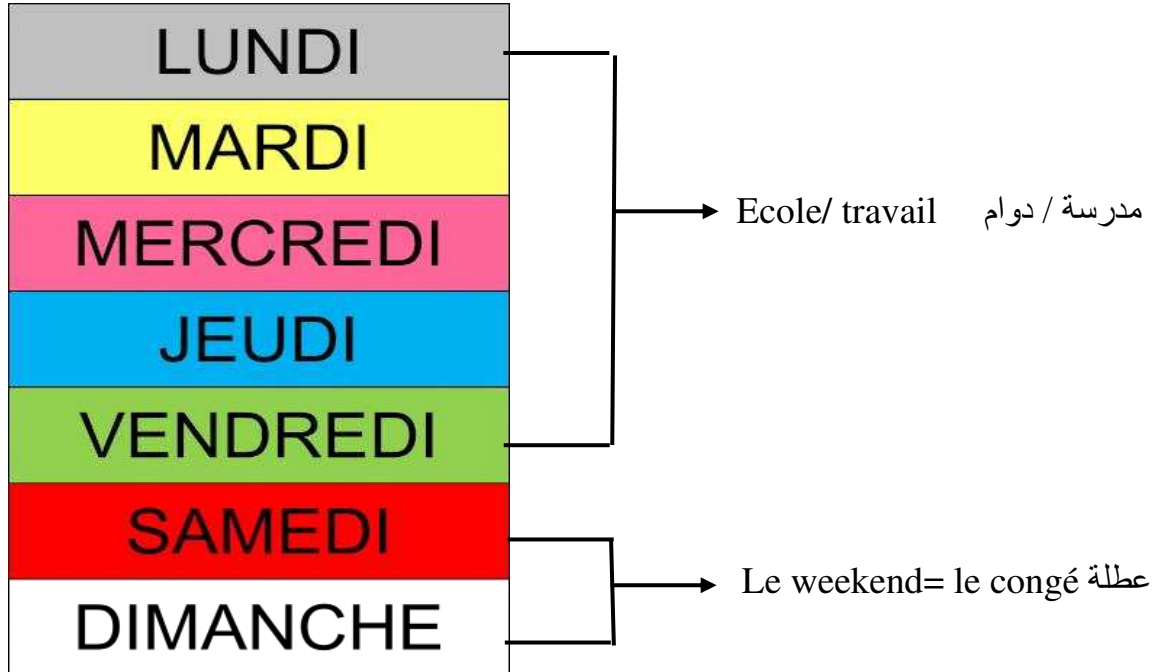 LUNDI
MARDI
MERCREDI
Ecole/ travail مدرسة / دوام
JEUDI
VENDREDI
SAMEDI
Le weekend= le congé عطلة
DIMANCHE